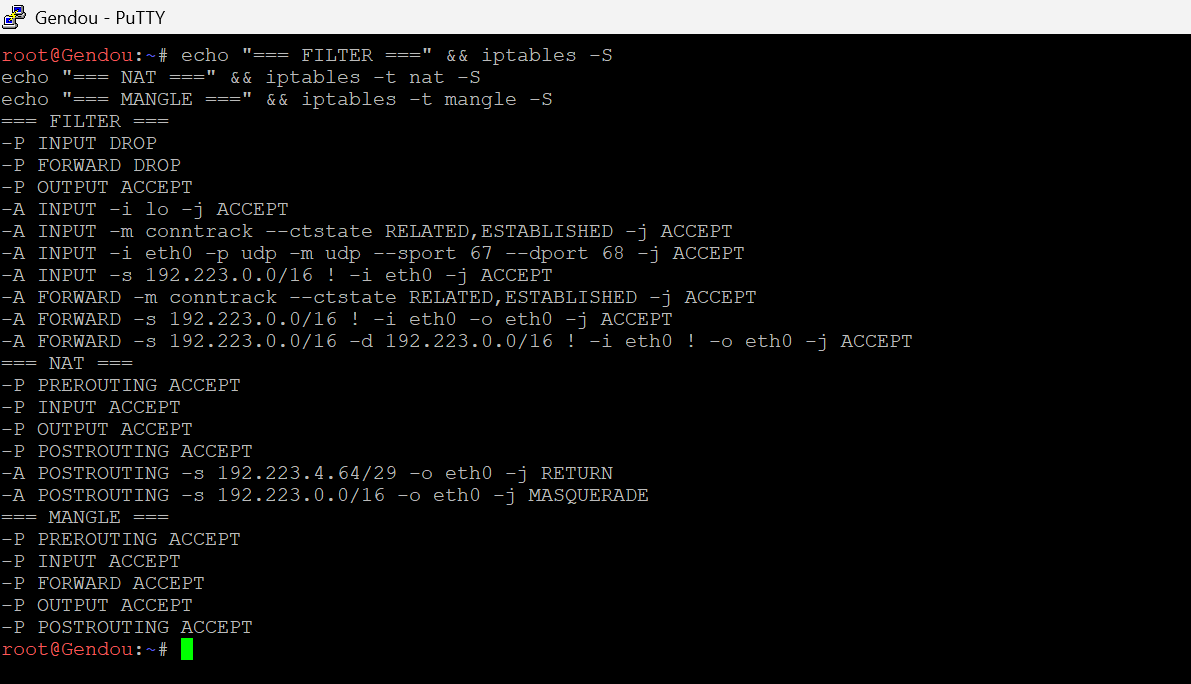 Gendou - PuTTY
root@Gendou:~# echo "=== FILTER ===" && iptables -S
echo "=== NAT ===" && iptables -t nat -S
echo "=== MANGLE ===" && iptables -t mangle -S
=== FILTER ===
-P INPUT DROP
-P FORWARD DROP
-P OUTPUT ACCEPT
-A INPUT -i lo -j ACCEPT
-A INPUT -m conntrack --ctstate RELATED,ESTABLISHED -j ACCEPT
-A INPUT -i eth0 -p udp -m udp --sport 67 --dport 68 -j ACCEPT
-A INPUT -s 192.223.0.0/16 ! -i eth0 -j ACCEPT
-A FORWARD -m conntrack --ctstate RELATED,ESTABLISHED -j ACCEPT
-A FORWARD -s 192.223.0.0/16 ! -i eth0 -o eth0 -j ACCEPT
-A FORWARD -s 192.223.0.0/16 -d 192.223.0.0/16 ! -i eth0 ! -o eth0 -j ACCEPT
=== NAT ===
-P PREROUTING ACCEPT
-P INPUT ACCEPT
-P OUTPUT ACCEPT
-P POSTROUTING ACCEPT
-A POSTROUTING -s 192.223.4.64/29 -o eth0 -j RETURN
-A POSTROUTING -s 192.223.0.0/16 -o eth0 -j MASQUERADE
=== MANGLE ===
-P PREROUTING ACCEPT
-P INPUT ACCEPT
-P FORWARD ACCEPT
-P OUTPUT ACCEPT
-P POSTROUTING ACCEPT
root@Gendou:~#